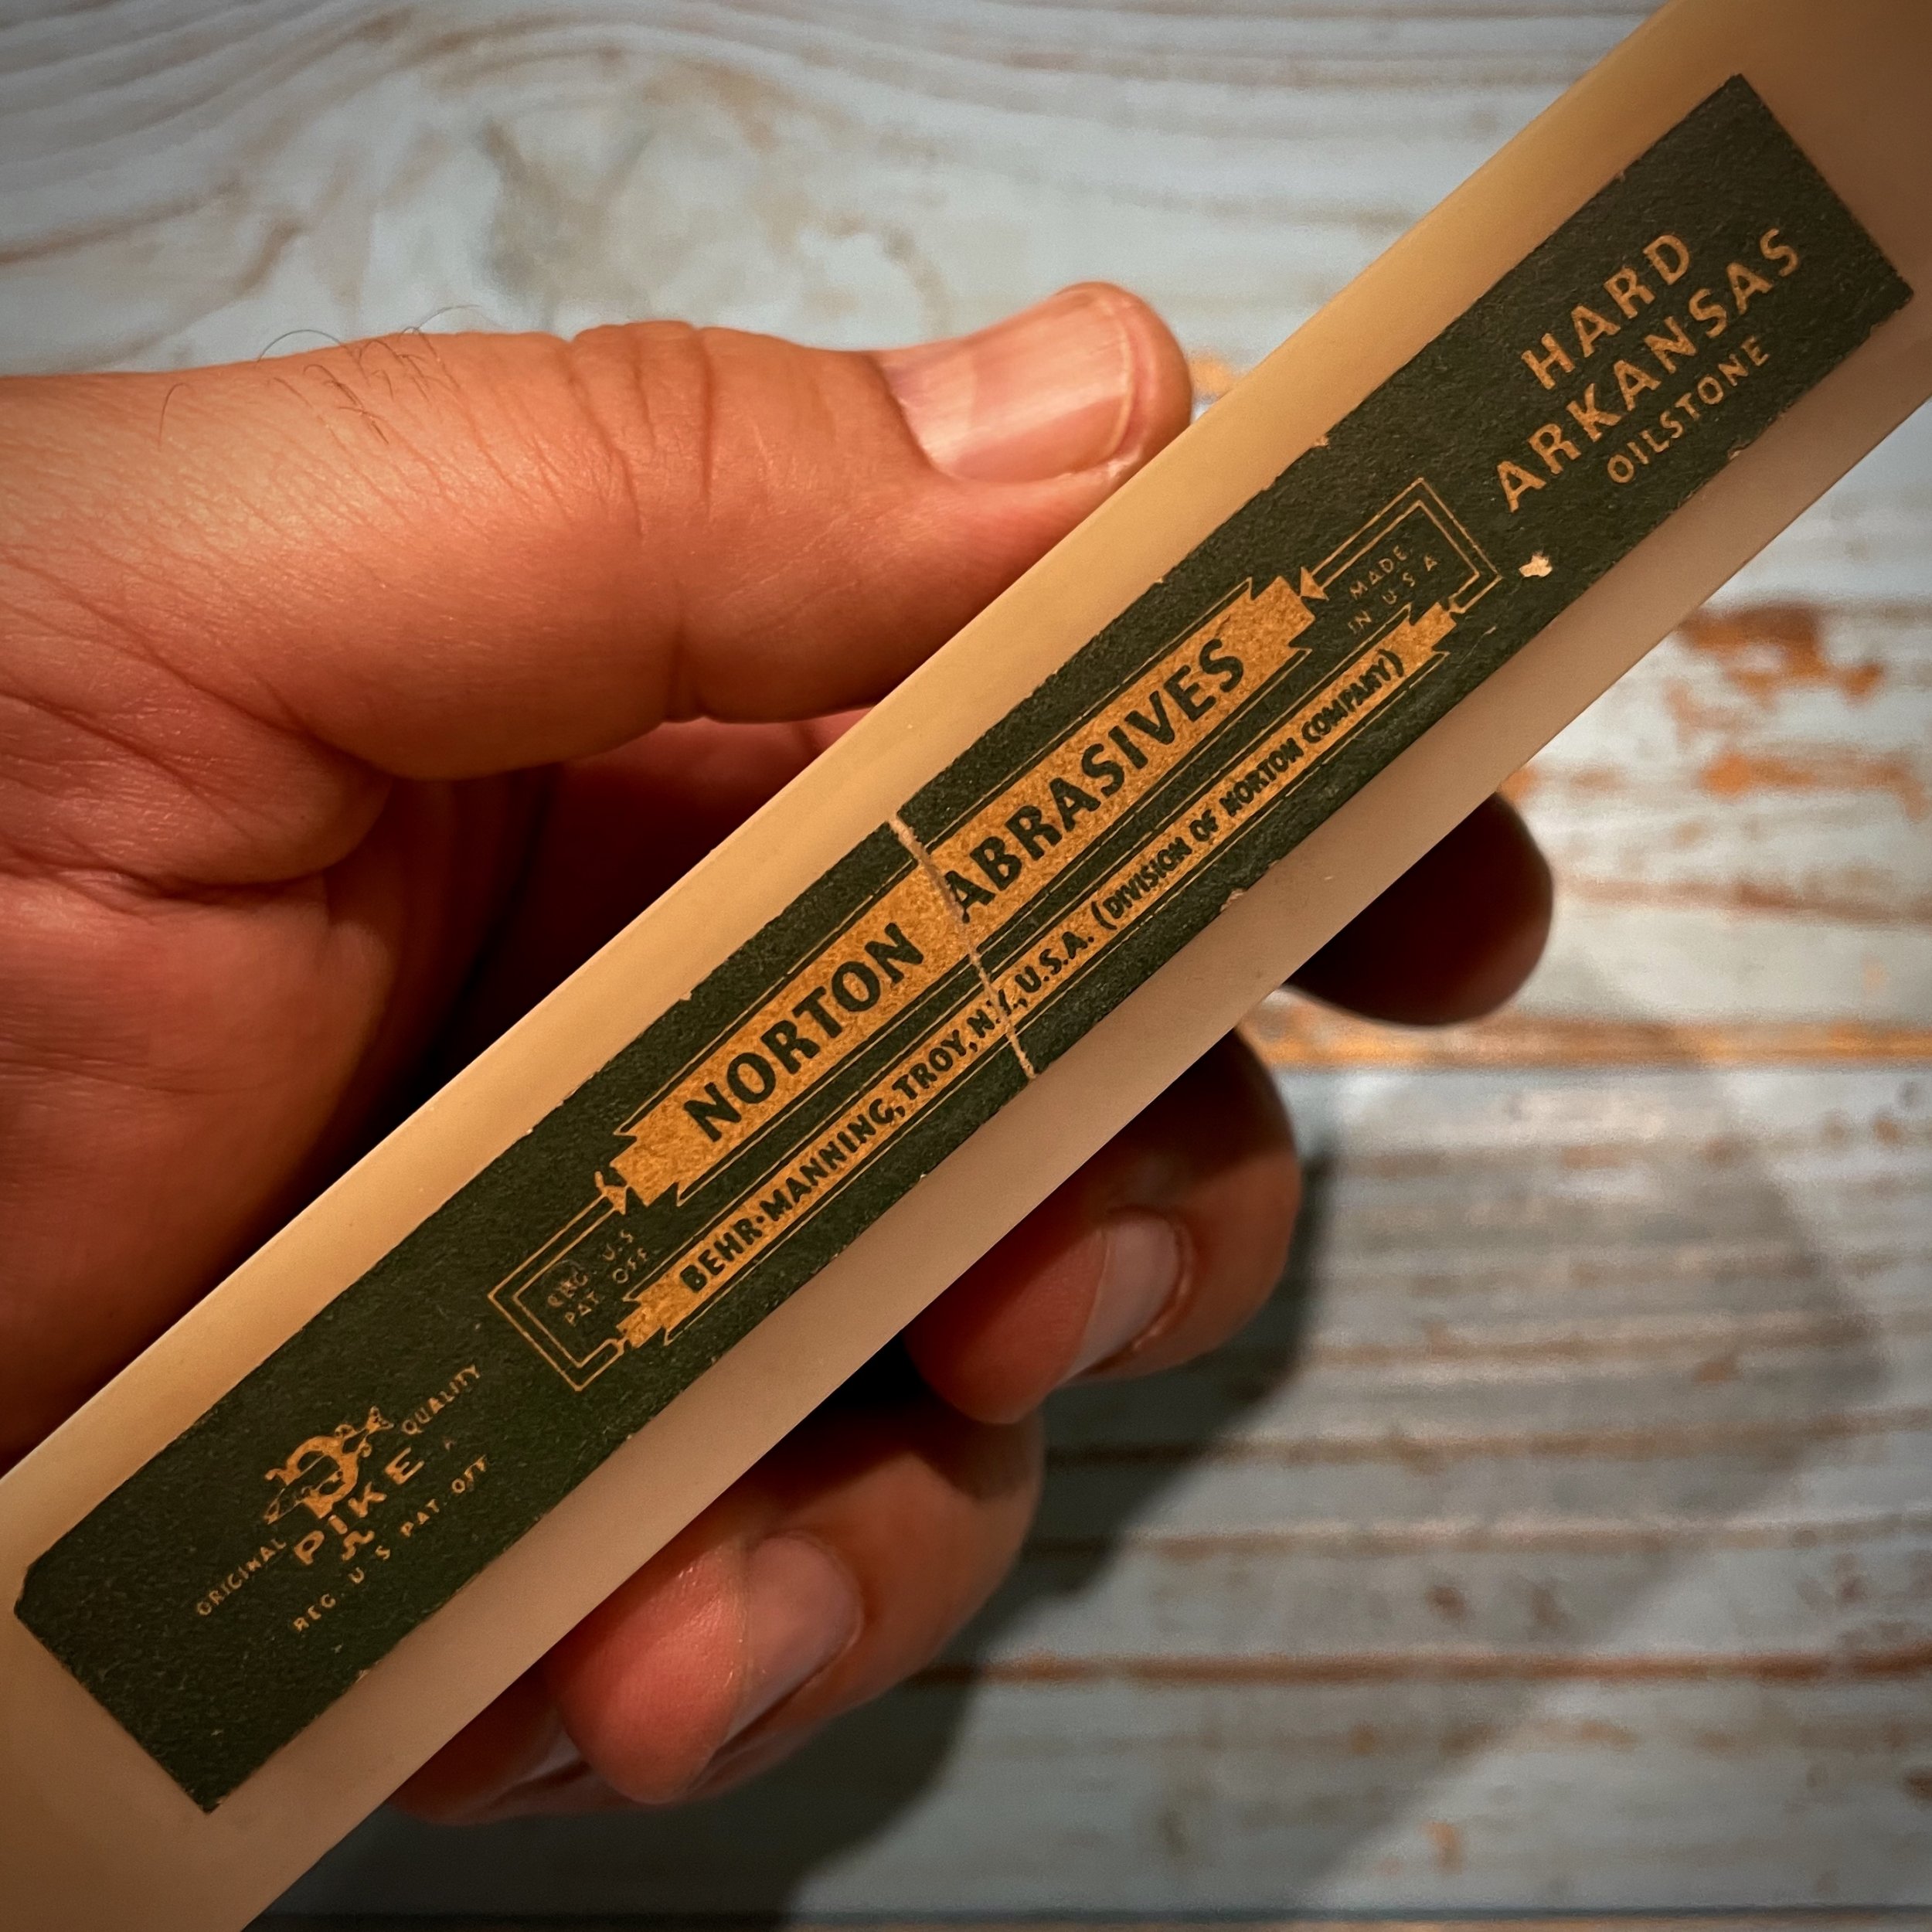 ORIGINAL PIKE QUALITY
REG. U S PAT. OFF
REG. U.S
PAT. OFF.
NORTON ABRASIVES
BEHR-MANNING, TROY, N.Y., U.S.A. (DIVISION OF NORTON COMPANY)
MADE
IN U S A
HARD
ARKANSAS
OILSTONE